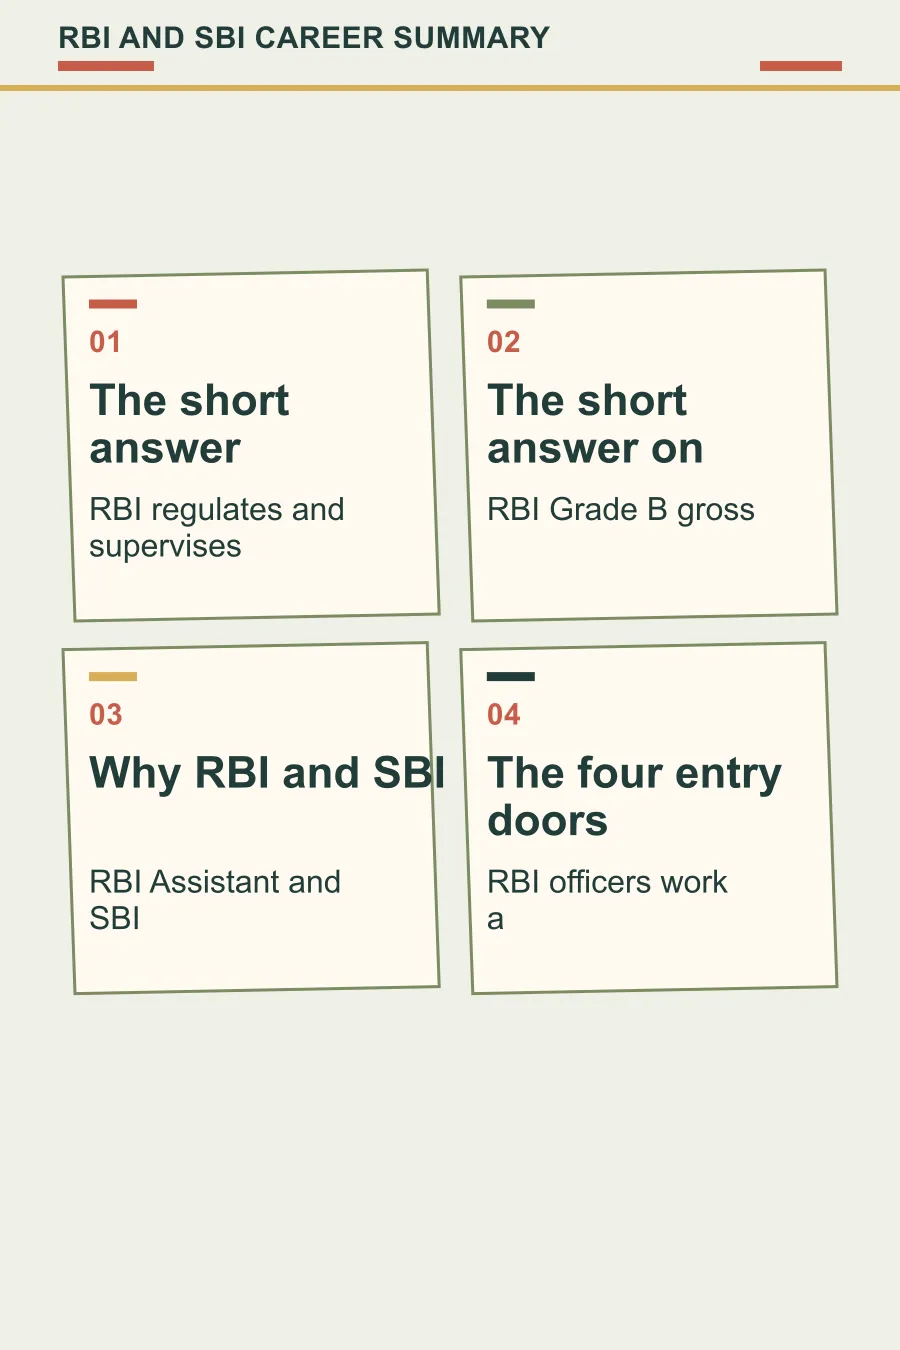 RBI AND SBI CAREER SUMMARY
01
The short
answer
RBI regulates and
supervises
02
The short
answer on
RBI Grade B gross
03
Why RBI and SBI
RBI Assistant and
SBI
04
The four entry
doors
RBI officers work
a